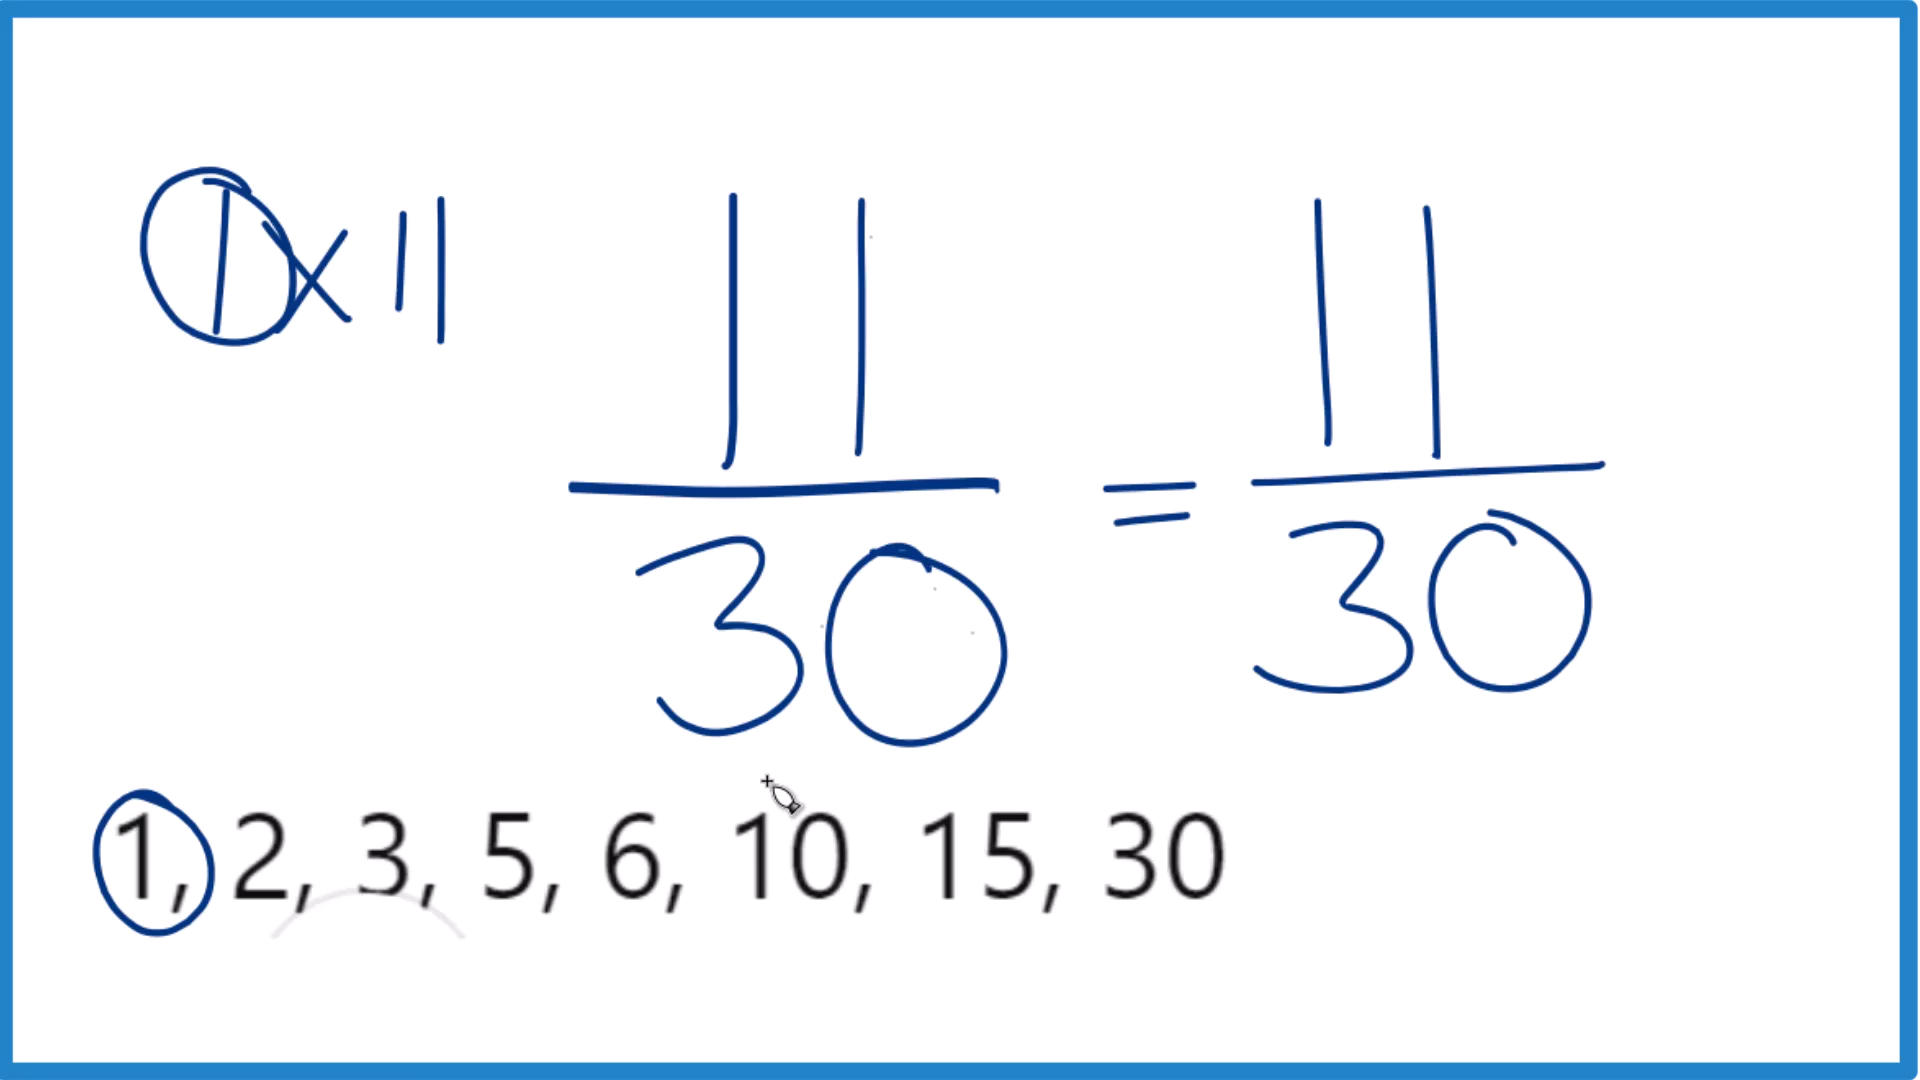 1 x 11
11/30 = 11/30
1, 2, 3, 5, 6, 10, 15, 30